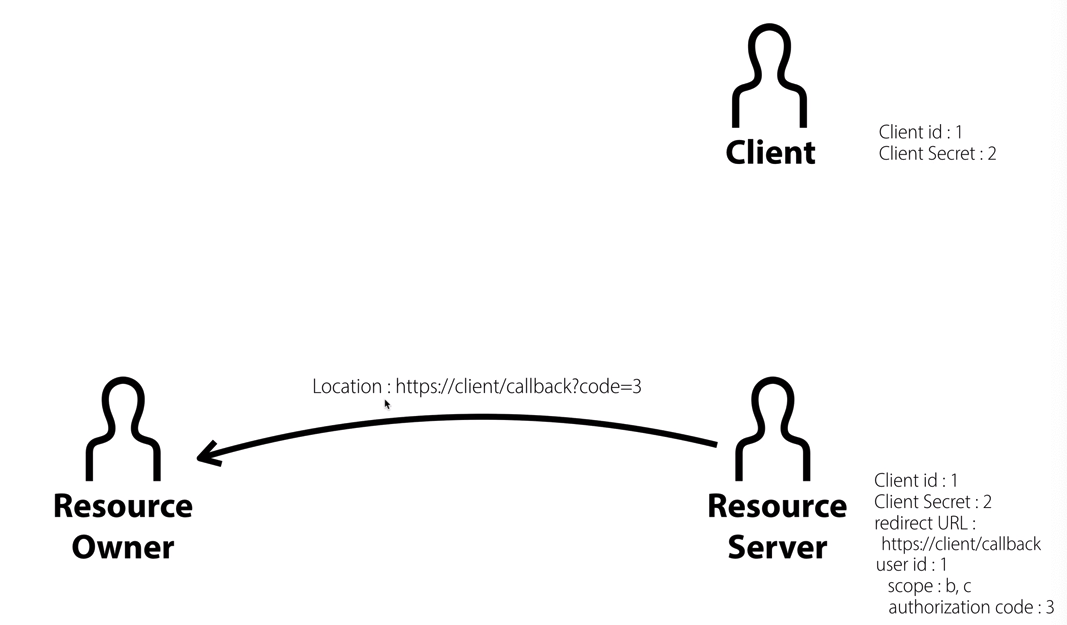 Client
Client id : 1
Client Secret : 2
Location : https://client/callback?code=3
Resource
Owner
Resource
Server
Client id : 1
Client Secret : 2
redirect URL :
https://client/callback
user id : 1
scope : b, c
authorization code : 3